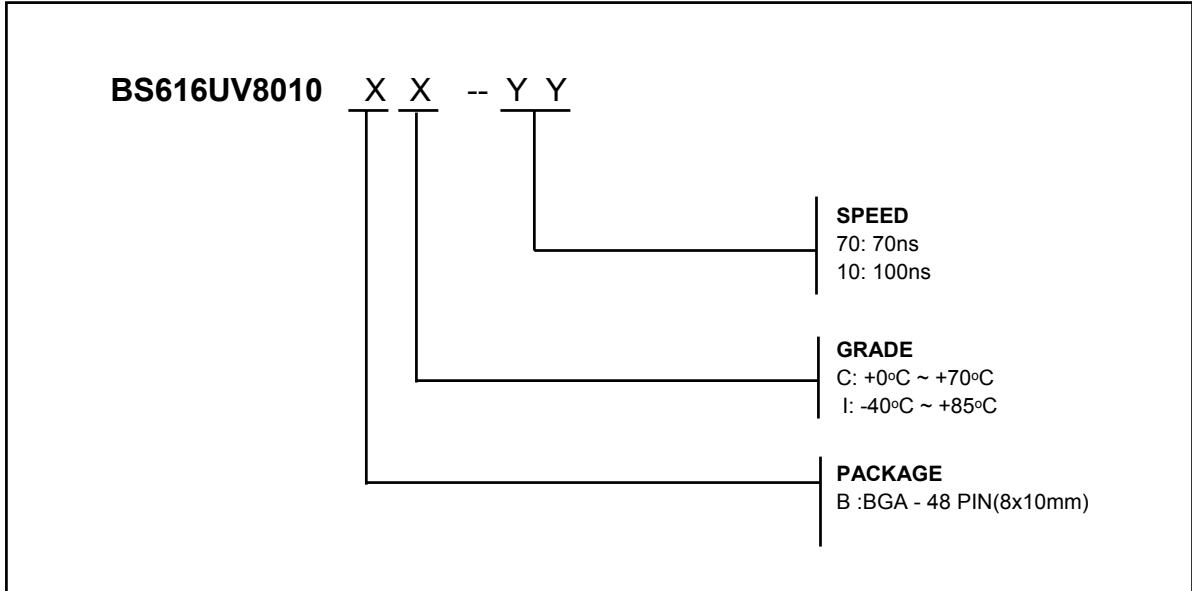 BS616UV8010 X X -- Y Y
SPEED
70: 70ns
10: 100ns
GRADE
C: +0ºC ~ +70ºC
I: -40ºC ~ +85ºC
PACKAGE
B :BGA - 48 PIN(8x10mm)